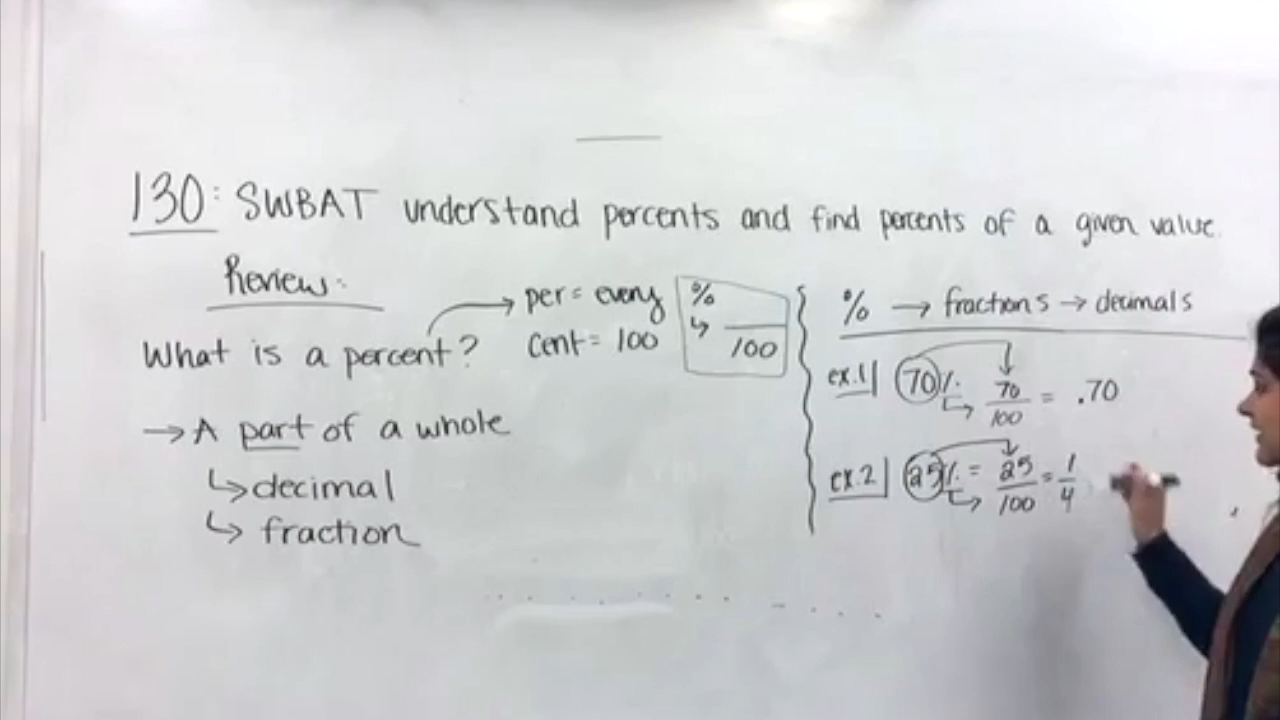 130: SWBAT understand percents and find percents of a given value.
Review:
What is a percent?
→ A part of a whole
↳ decimal
↳ fraction
per = every
cent = 100
%
↳ __/100
% → fractions → decimals
ex.1| 70% ↳ 70/100 = .70
ex.2| 25% = ↳ 25/100 = 1/4